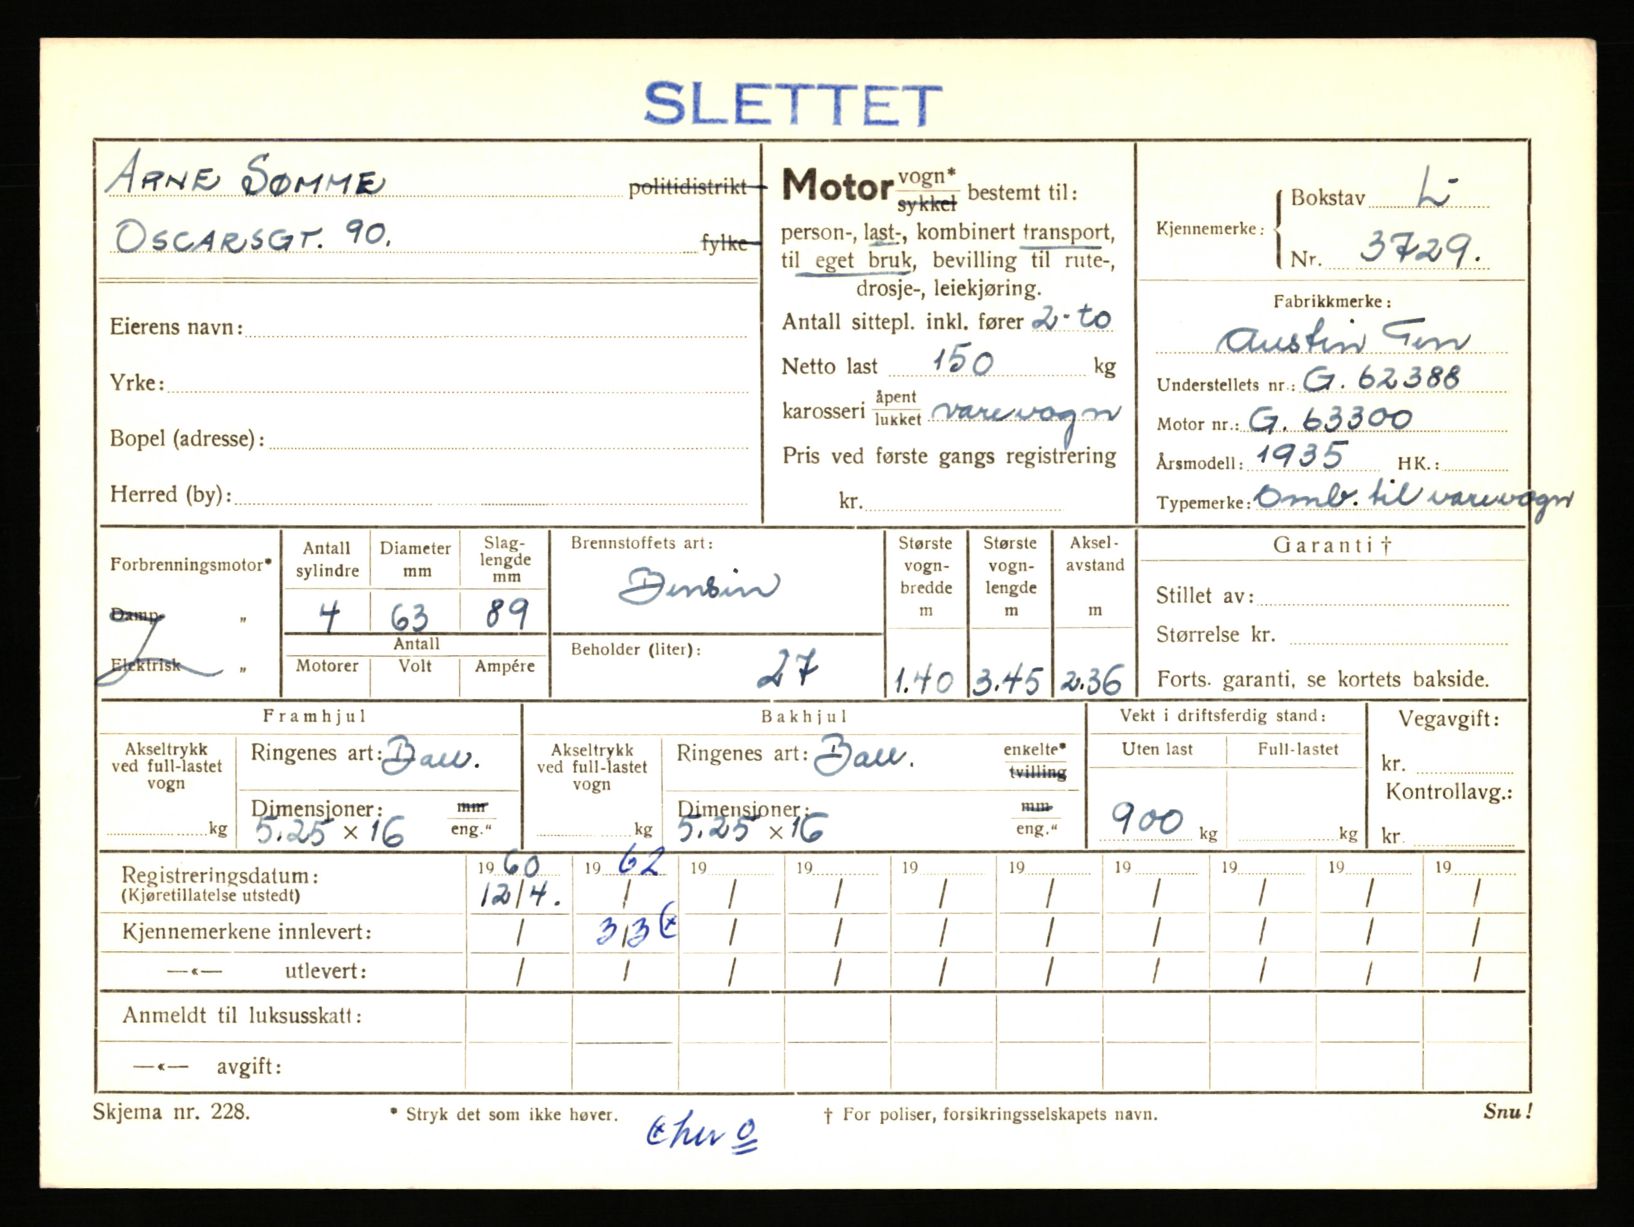 SLETTET
ARNE SØMME politidistrikt
OSCARSGT. 90. fylke
Eierens navn:
Yrke:
Bopel (adresse):
Herred (by):
Motor vogn* sykkel bestemt til:
person-, last-, kombinert transport,
til eget bruk, bevilling til rute-,
drosje-, leiekjøring.
Antall sittepl. inkl. fører 2-to
Netto last 150 kg
karosseri åpent lukket varevogn
Pris ved første gangs registrering
kr.
Kjennemerke: Bokstav L
Nr. 3729.
Fabrikkmerke:
Austin Ten
Understellets nr.: G. 62388
Motor nr.: G. 63300
Årsmodell: 1935 HK.:
Typemerke: Omb. til varevogn
Forbrenningsmotor*
Damp "
Elektrisk "
Antall sylindre
Diameter mm
Slag-lengde mm
4 63 89
Antall
Motorer Volt Ampére
Brennstoffets art:
Bensin
Beholder (liter):
27
Største vogn-bredde m
1.40
Største vogn-lengde m
3.45
Aksel-avstand m
2.36
Garanti †
Stillet av:
Størrelse kr.
Forts. garanti, se kortets bakside.
Framhjul
Akseltrykk
ved full-lastet
vogn
kg
Ringenes art: Ball.
Dimensjoner: mm
5.25 × 16 eng."
Bakhjul
Akseltrykk
ved full-lastet
vogn
kg
Ringenes art: Ball. enkelte* tvilling
Dimensjoner: mm
5.25 × 16 eng."
Vekt i driftsferdig stand:
Uten last Full-lastet
900 kg kg
Vegavgift:
kr.
Kontrollavg.:
kr.
Registreringsdatum: 1960 1962 19 19 19 19 19 19 19 19
(Kjøretillatelse utstedt) 12/4. / / / / / / / / /
Kjennemerkene innlevert: / 3/3 / / / / / / / /
—«— utlevert: / / / / / / / / / /
Anmeldt til luksusskatt:
—«— avgift:
Skjema nr. 228. * Stryk det som ikke høver. † For poliser, forsikringsselskapets navn. Snu!